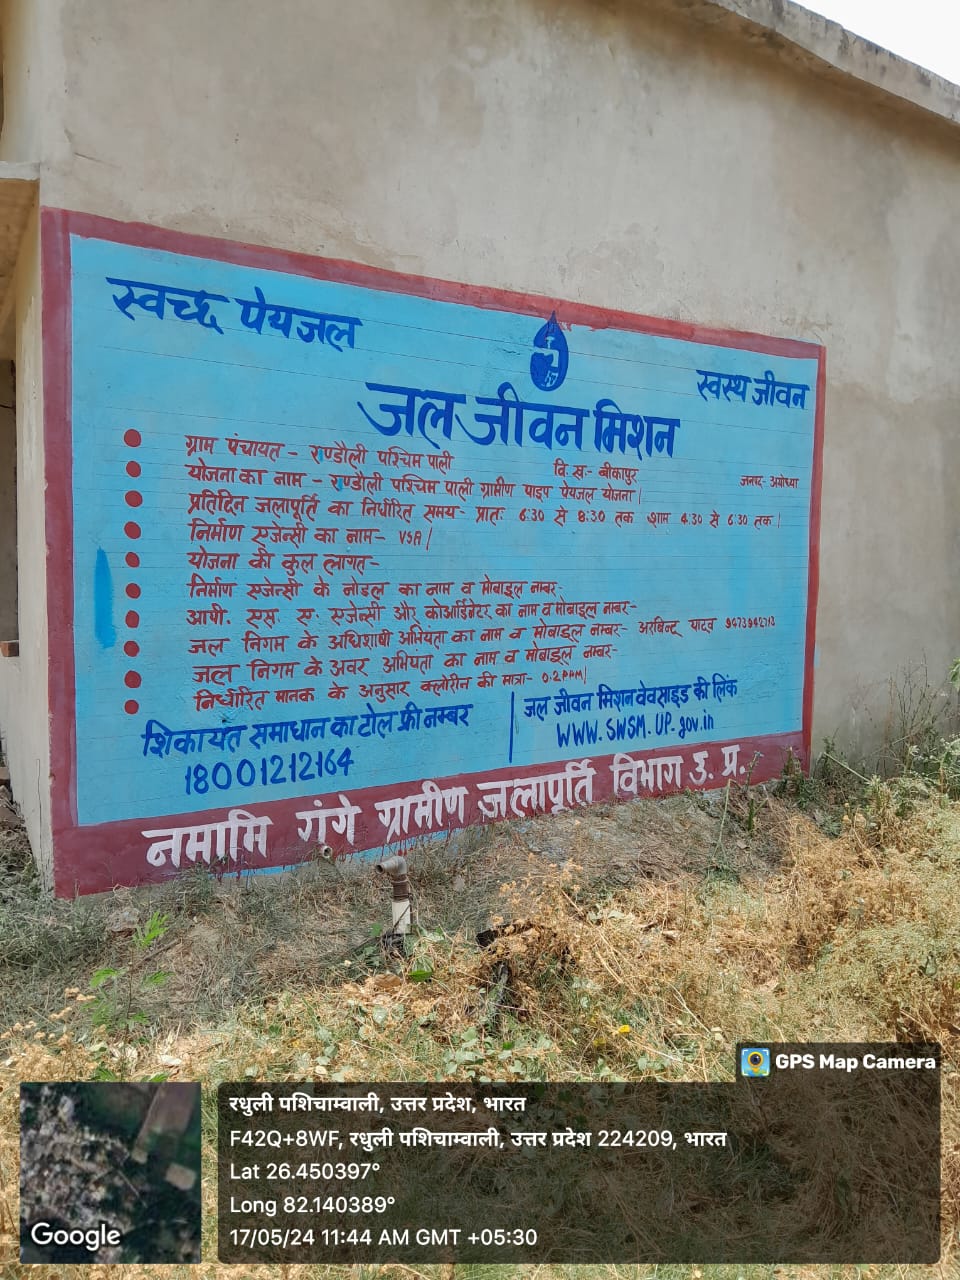 स्वच्छ पेयजल
स्वस्थ जीवन
जल जीवन मिशन
ग्राम पंचायत - रण्डौली पश्चिम पाली वि. ख.- बीकापुर जनपद- अयोध्या
योजना का नाम - रण्डौली पश्चिम पाली ग्रामीण पाइप पेयजल योजना।
प्रतिदिन जलापूर्ति का निर्धारित समय- प्रातः 6:30 से 8:30 तक शाम 4:30 से 6:30 तक।
निर्माण एजेन्सी का नाम- VSA।
योजना की कुल लागत-
निर्माण एजेन्सी के नोडल का नाम व मोबाइल नम्बर-
आपी. एस. ए. एजेन्सी और कोआर्डिनेटर का नाम व मोबाइल नम्बर-
जल निगम के अधिशाषी अभियंता का नाम व मोबाइल नम्बर- अरबिन्द यादव
जल निगम के अवर अभियंता का नाम व मोबाइल नम्बर-
निर्धारित मानक के अनुसार क्लोरीन की मात्रा- 0.2PPM।
शिकायत समाधान का टोल फ्री नम्बर
18001212164
जल जीवन मिशन वेवसाइड की लिंक
WWW.SWSM.UP.gov.in
नमामि गंगे ग्रामीण जलापूर्ति विभाग उ. प्र.
GPS Map Camera
रधुली पशिचाम्वाली, उत्तर प्रदेश, भारत
F42Q+8WF, रधुली पशिचाम्वाली, उत्तर प्रदेश 224209, भारत
Lat 26.450397°
Long 82.140389°
17/05/24 11:44 AM GMT +05:30
Google